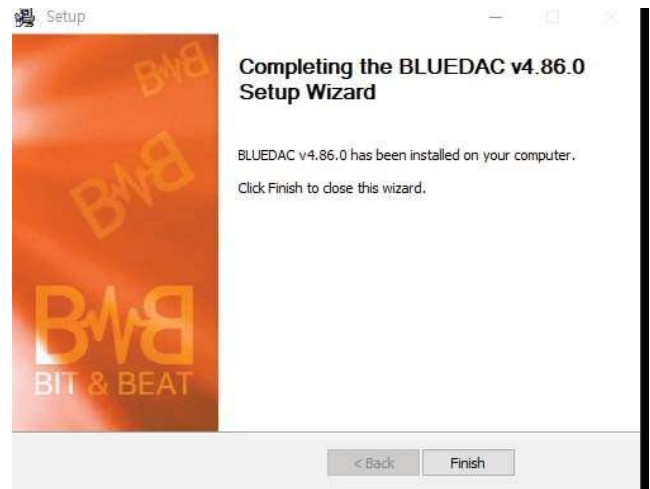 Setup
BWB
BWB
BWB
BIT & BEAT
Completing the BLUEDAC v4.86.0
Setup Wizard
BLUEDAC v4.86.0 has been installed on your computer.
Click Finish to close this wizard.
< Back
Finish